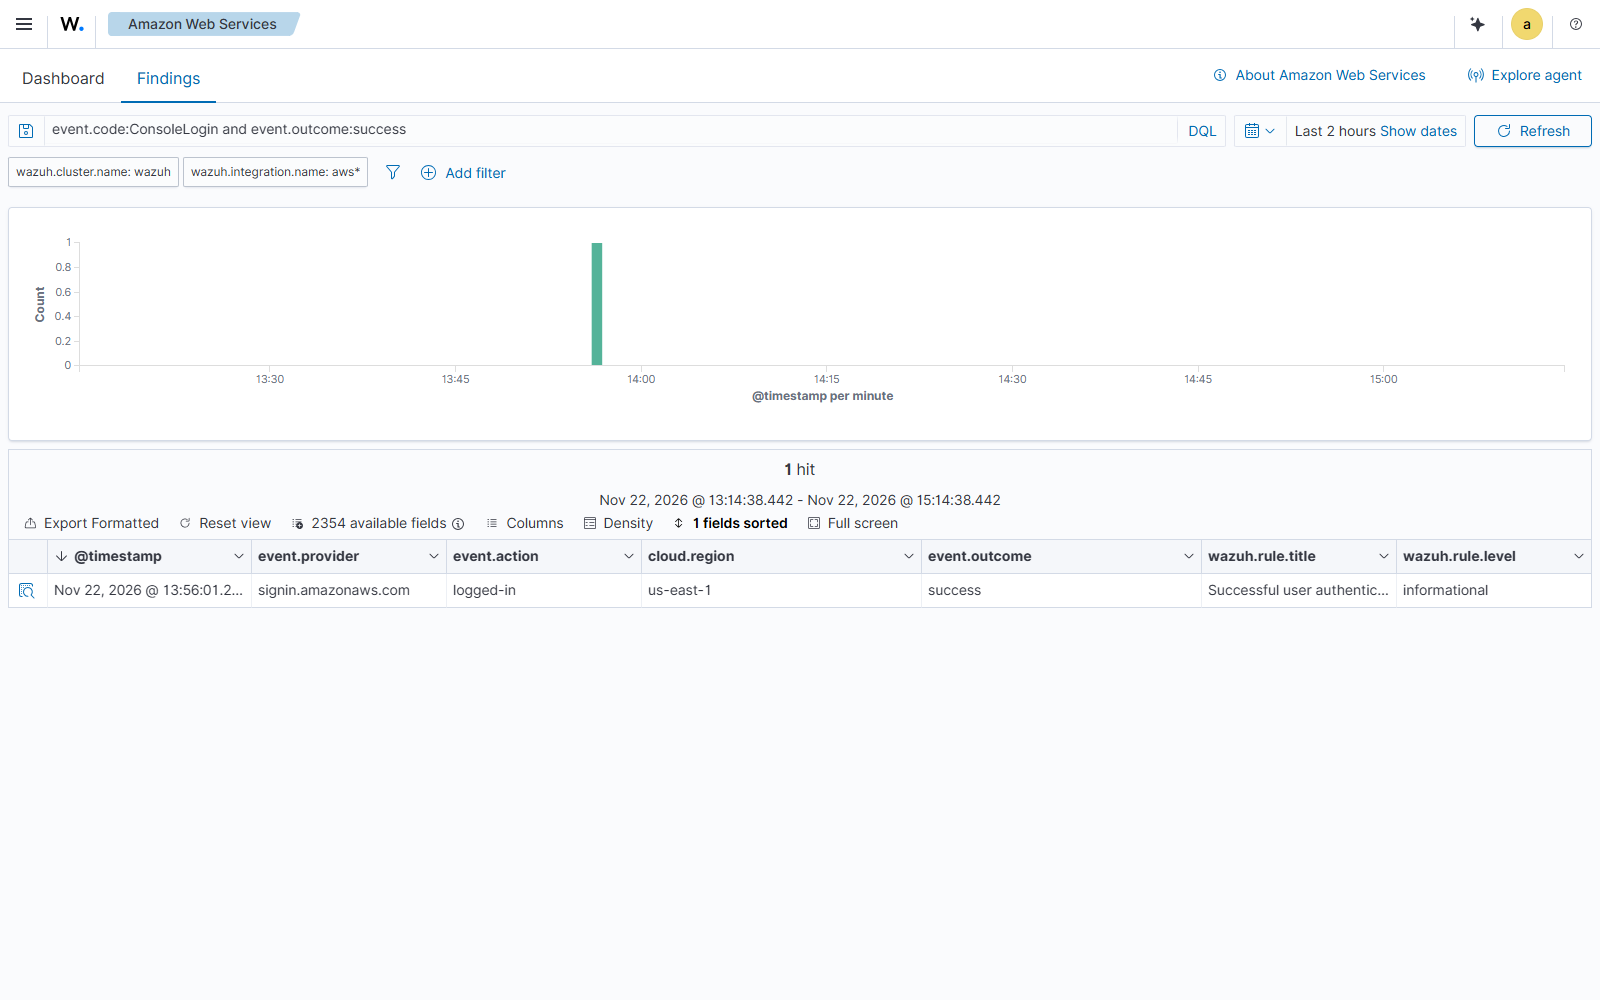 W.
Amazon Web Services
a
Dashboard
Findings
About Amazon Web Services
Explore agent
event.code:ConsoleLogin and event.outcome:success
DQL
Last 2 hours Show dates
Refresh
wazuh.cluster.name: wazuh
wazuh.integration.name: aws*
Add filter
Count
1
0.8
0.6
0.4
0.2
0
13:30
13:45
14:00
14:15
14:30
14:45
15:00
@timestamp per minute
1 hit
Nov 22, 2026 @ 13:14:38.442 - Nov 22, 2026 @ 15:14:38.442
Export Formatted
Reset view
2354 available fields
Columns
Density
1 fields sorted
Full screen
@timestamp
event.provider
event.action
cloud.region
event.outcome
wazuh.rule.title
wazuh.rule.level
Nov 22, 2026 @ 13:56:01.2...
signin.amazonaws.com
logged-in
us-east-1
success
Successful user authentic...
informational